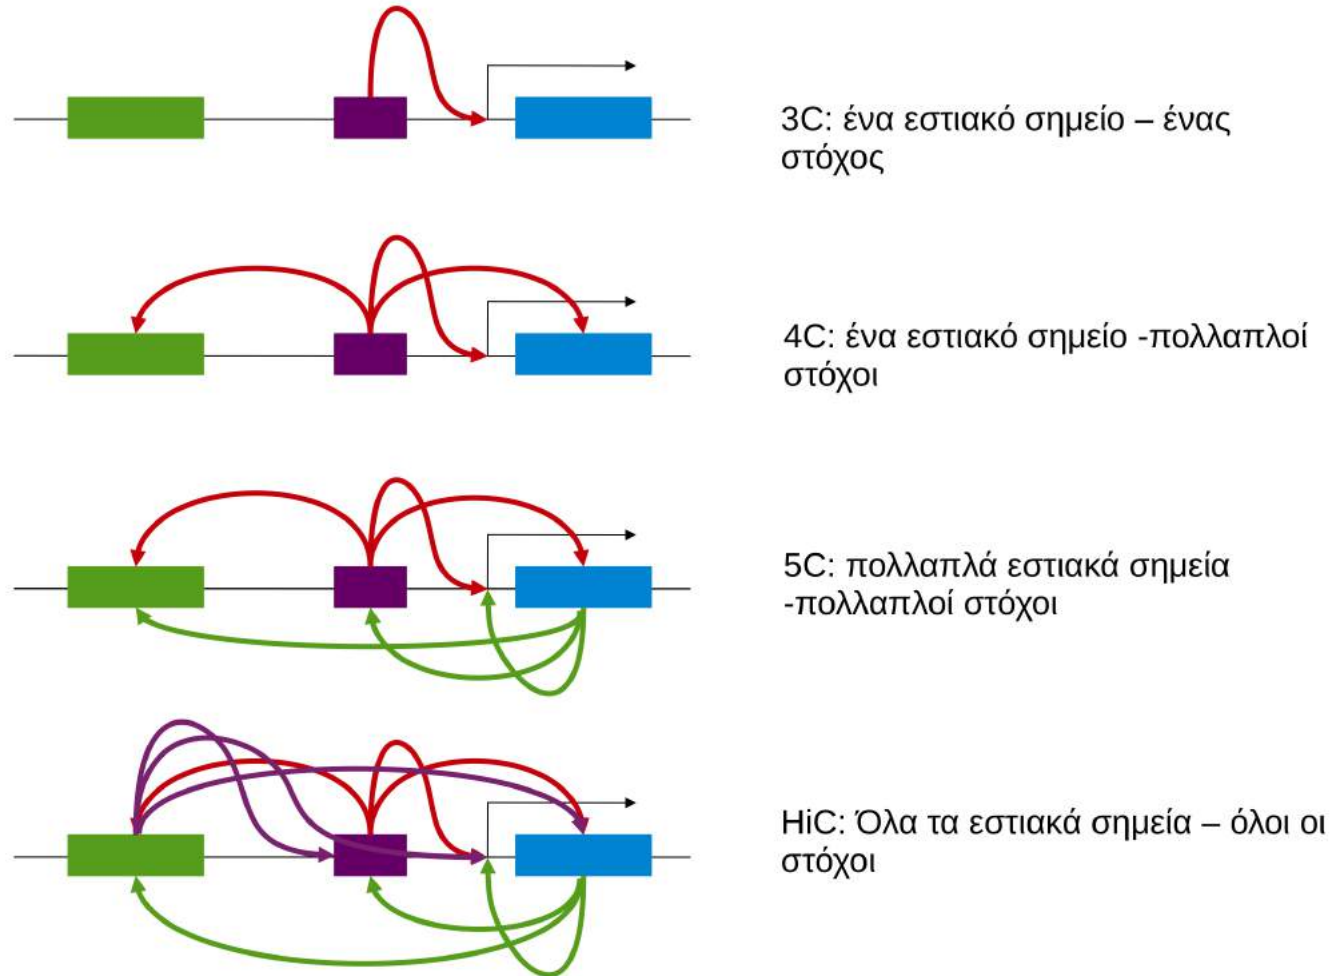 3C: ένα εστιακό σημείο – ένας
στόχος
4C: ένα εστιακό σημείο -πολλαπλοί
στόχοι
5C: πολλαπλά εστιακά σημεία
-πολλαπλοί στόχοι
HiC: Όλα τα εστιακά σημεία – όλοι οι
στόχοι